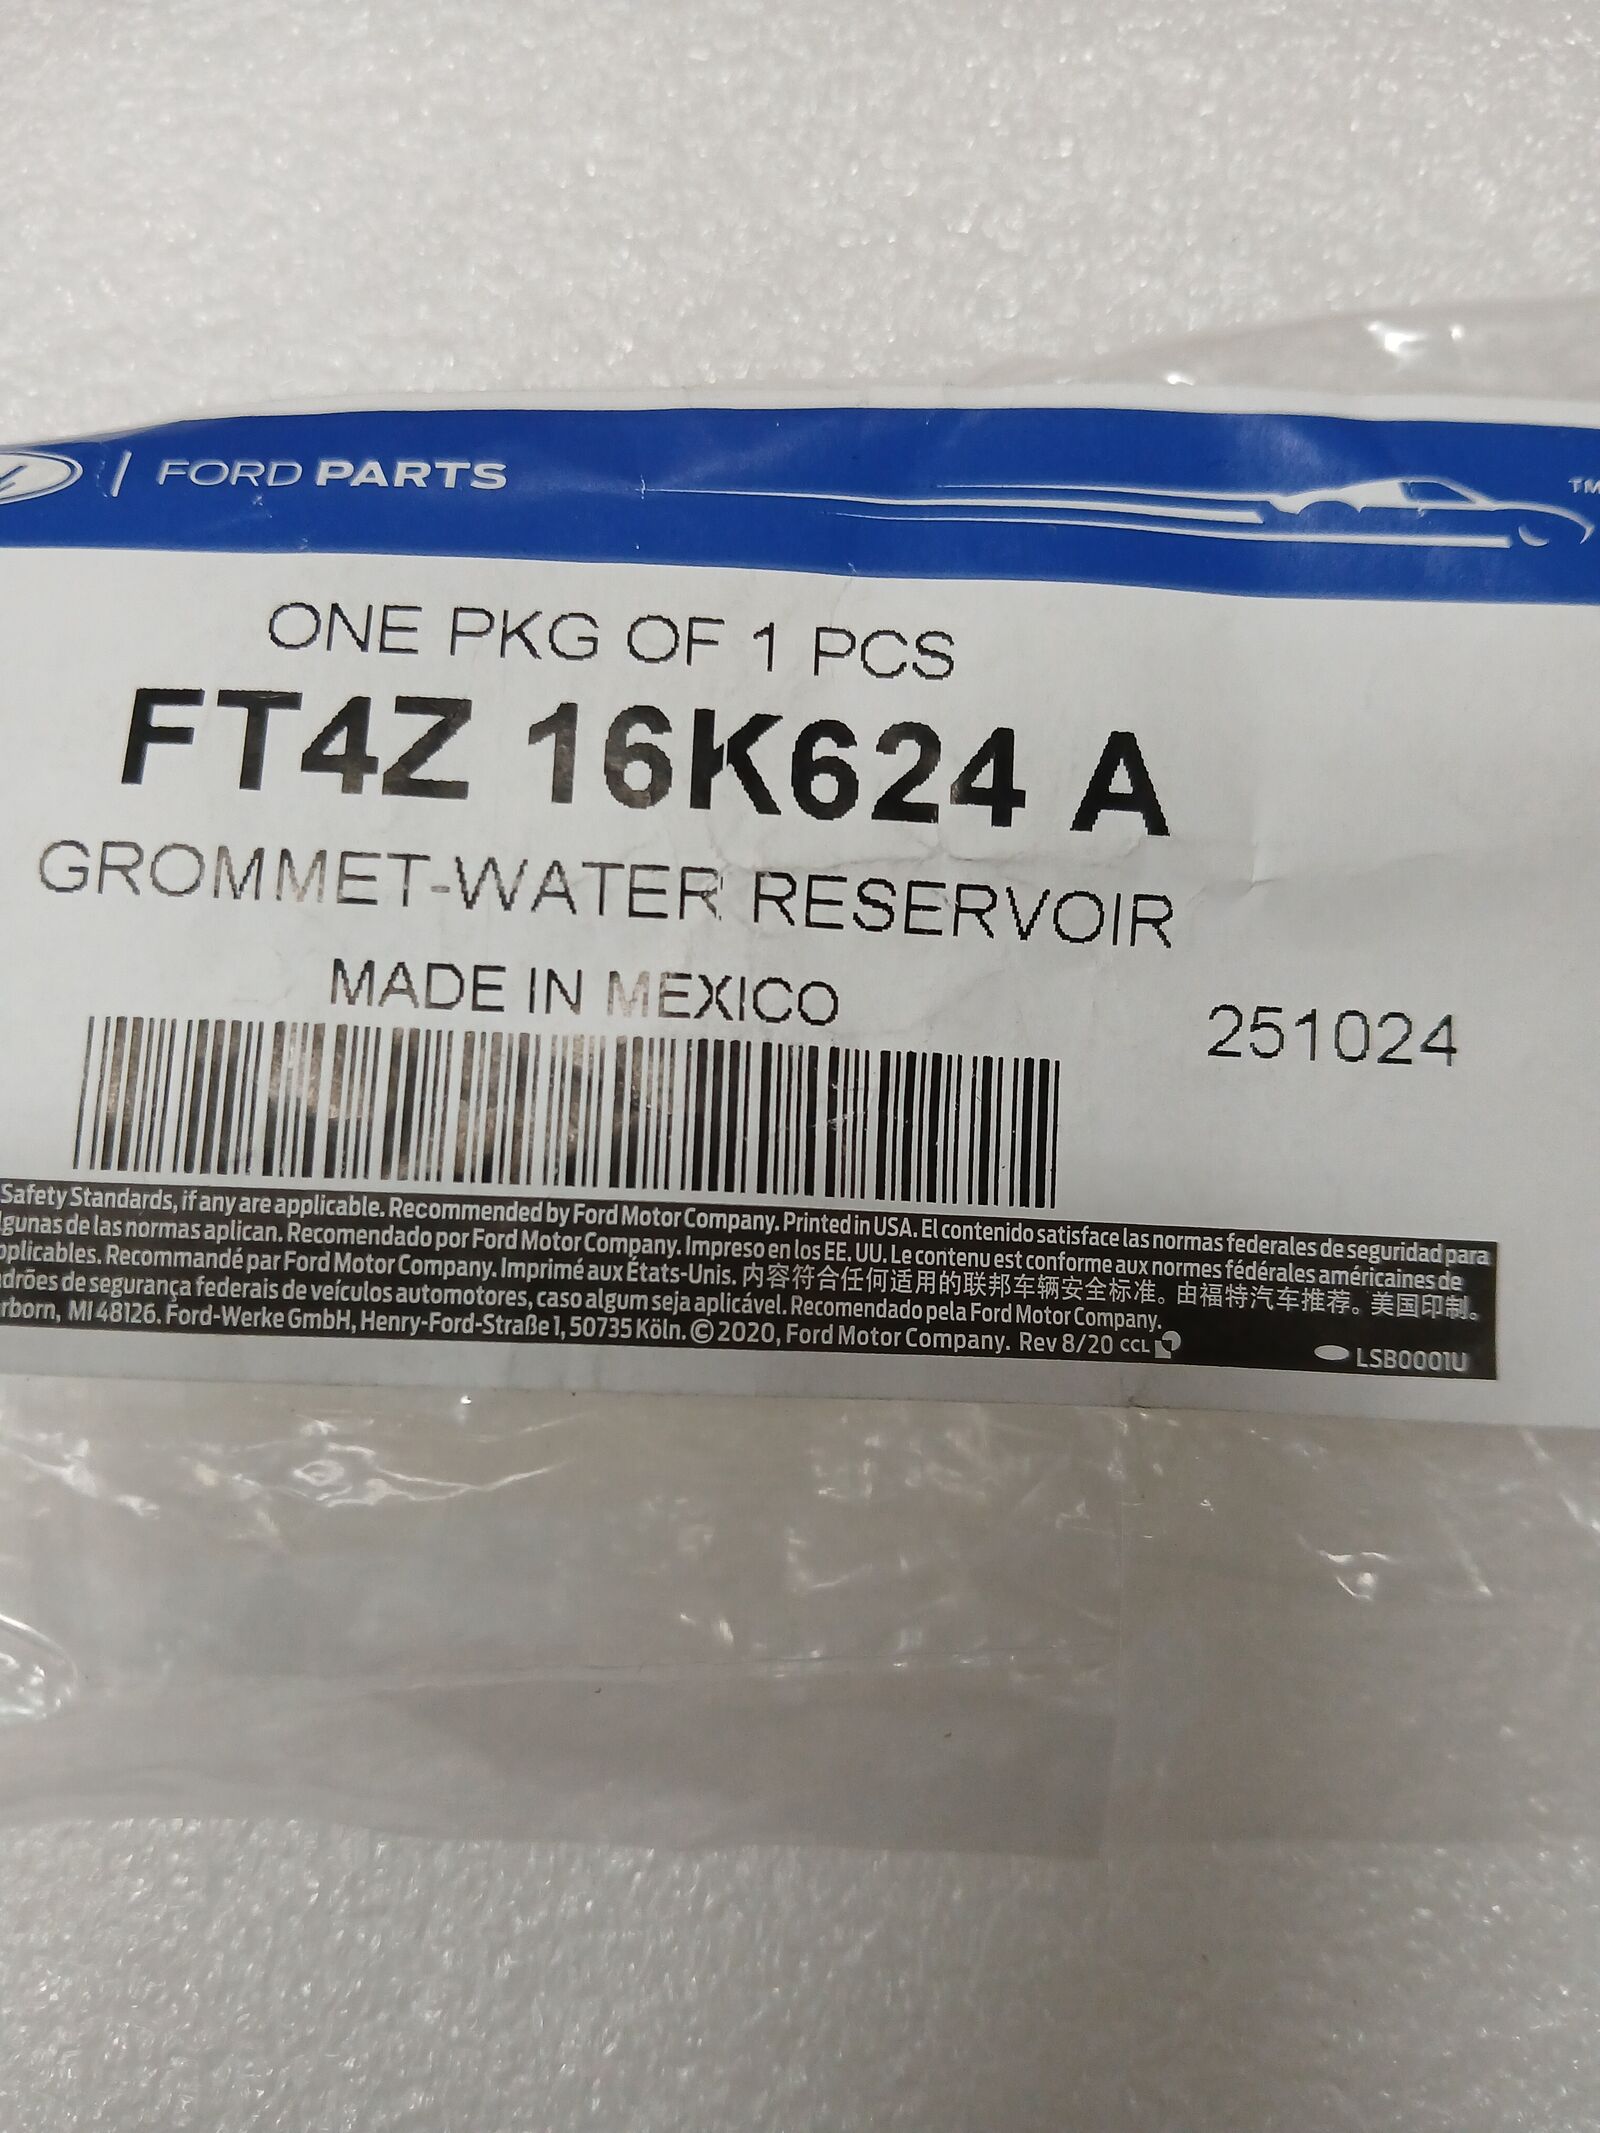 FORD PARTS
TM
ONE PKG OF 1 PCS
FT4Z 16K624 A
GROMMET-WATER RESERVOIR
MADE IN MEXICO
251024
Safety Standards, if any are applicable. Recommended by Ford Motor Company. Printed in USA. El contenido satisface las normas federales de seguridad para
lgunas de las normas aplican. Recomendado por Ford Motor Company. Impreso en los EE. UU. Le contenu est conforme aux normes fédérales américaines de
pplicables. Recommandé par Ford Motor Company. Imprimé aux États-Unis. 内容符合任何适用的联邦车辆安全标准。由福特汽车推荐。美国印制。
drões de segurança federais de veículos automotores, caso algum seja aplicável. Recomendado pela Ford Motor Company.
rborn, MI 48126. Ford-Werke GmbH, Henry-Ford-Straße 1, 50735 Köln. © 2020, Ford Motor Company. Rev 8/20 CCL
LSB0001U